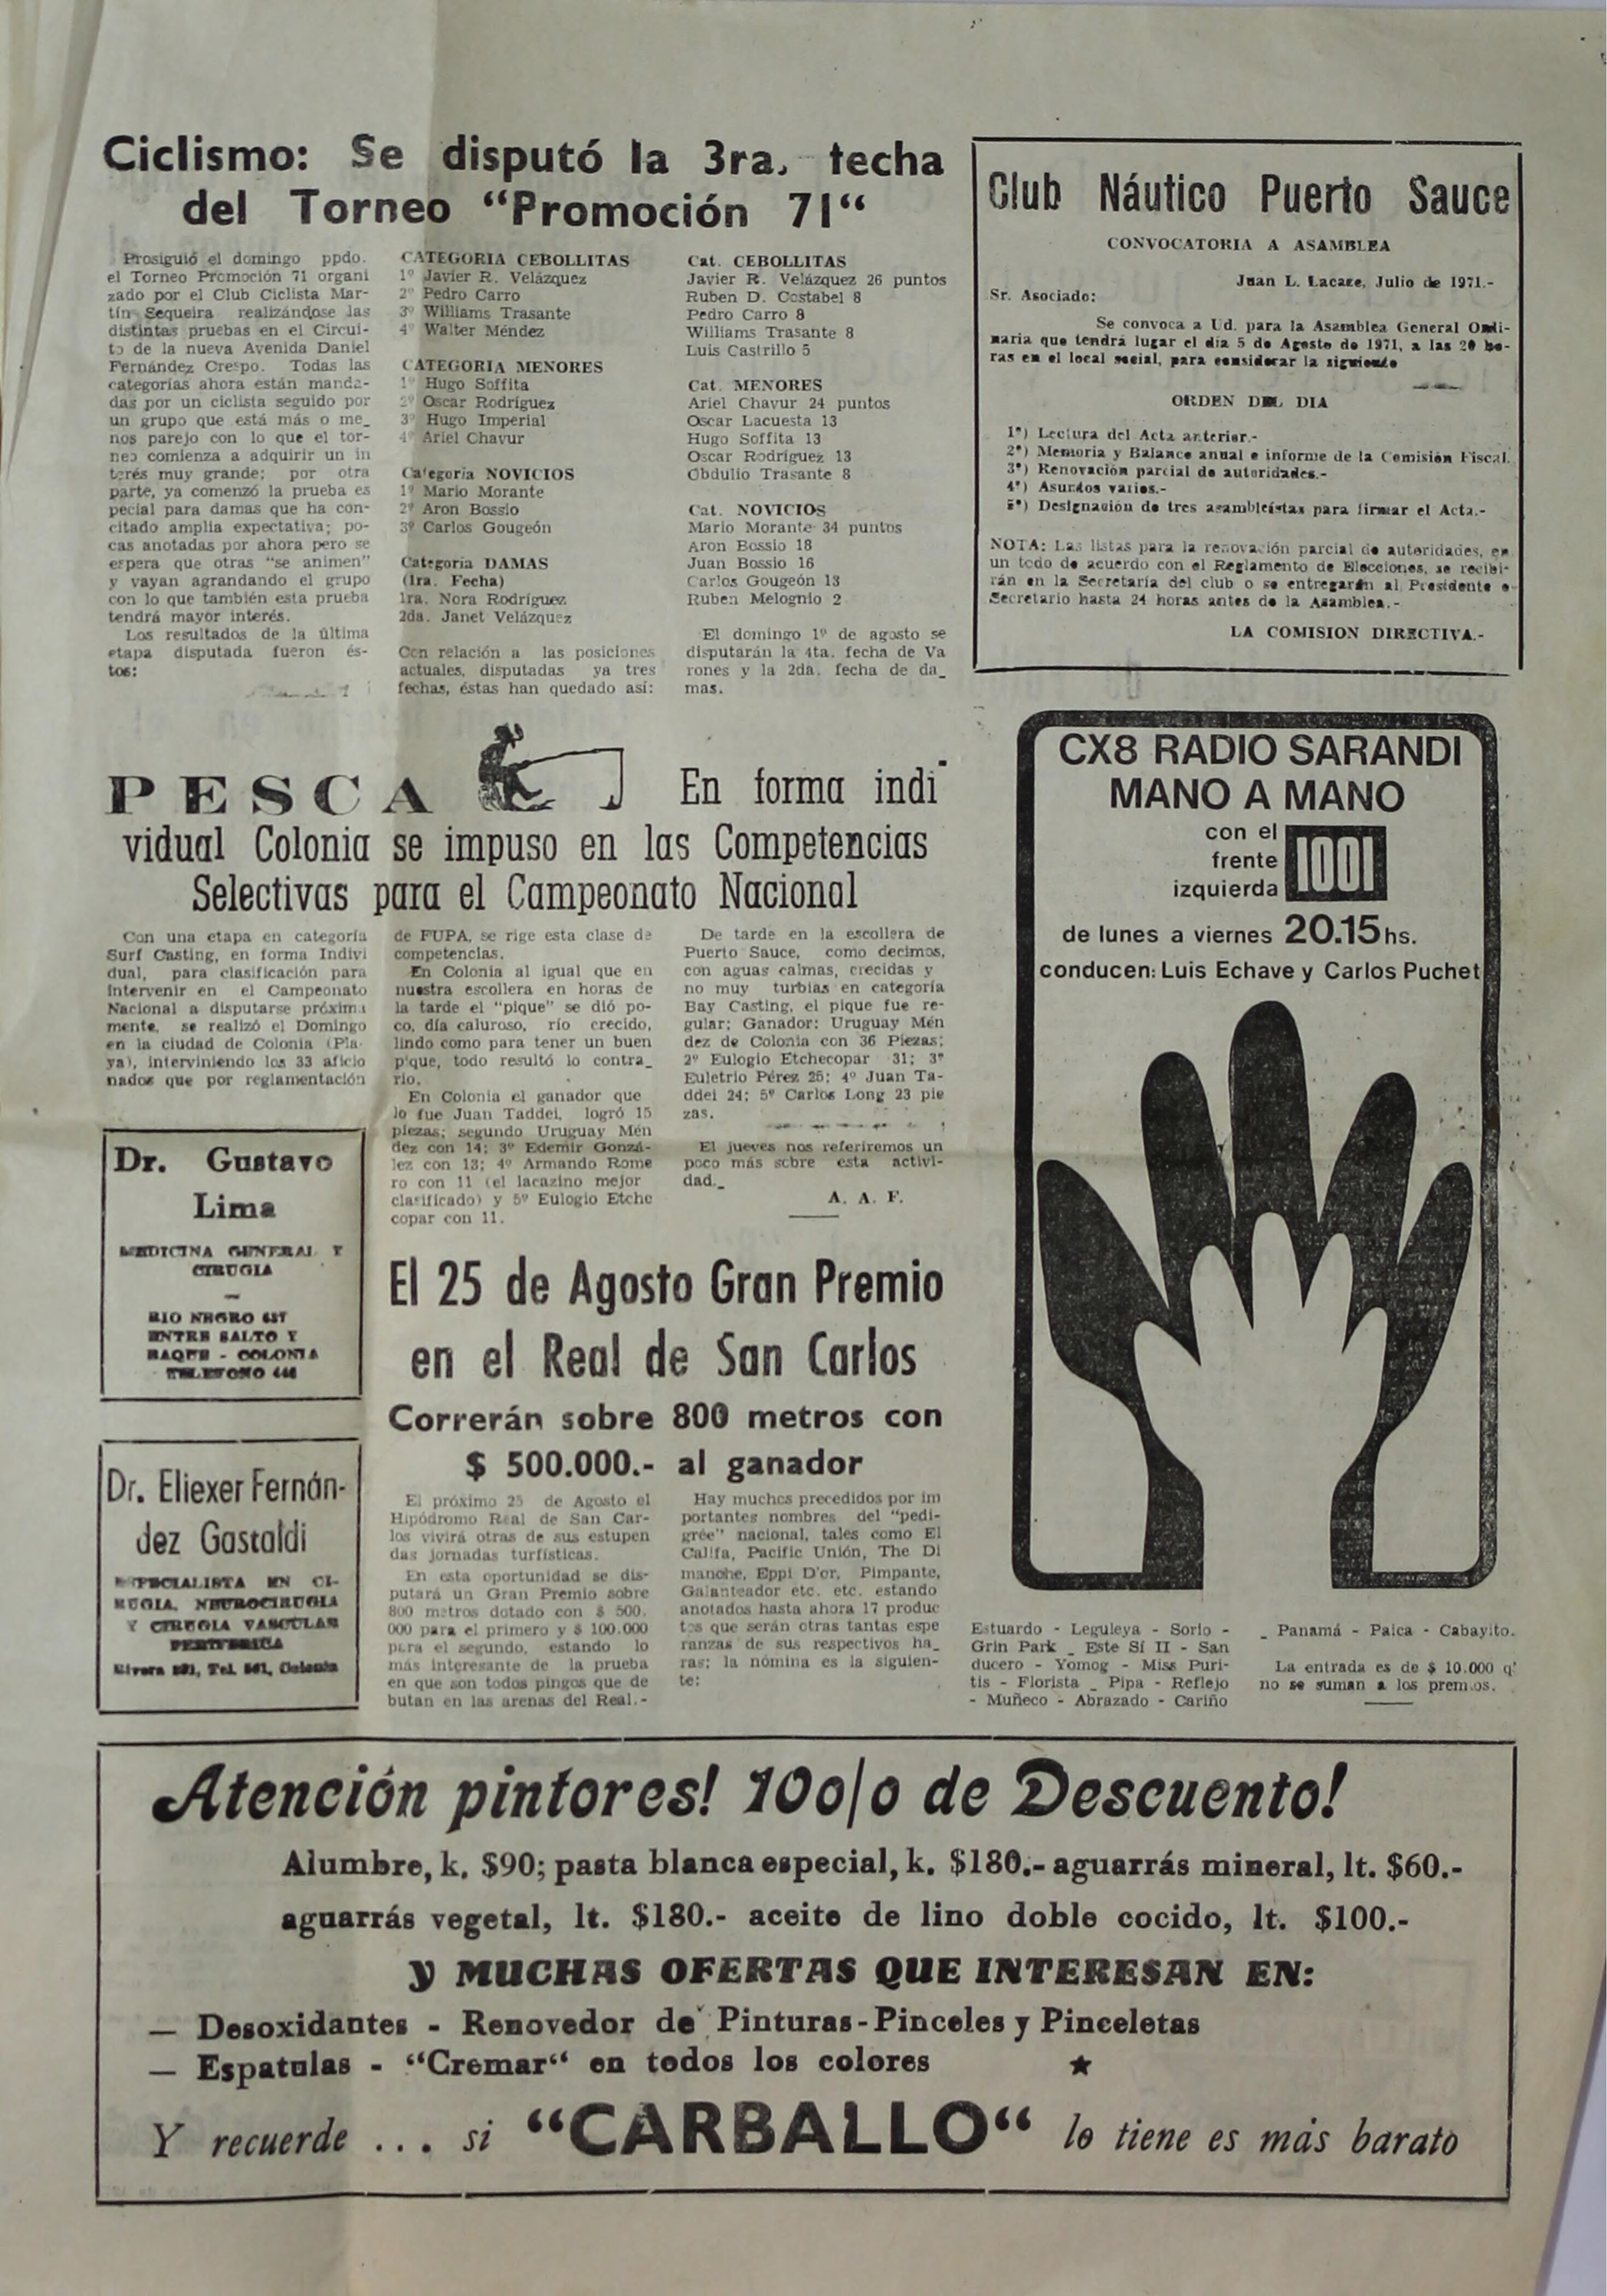 Ciclismo: Se disputó la 3ra. fecha
del Torneo "Promoción 71"
Prosiguió el domingo ppdo.
el Torneo Promoción 71 organi
zado por el Club Ciclista Mar-
tín Sequeira realizándose las
distintas pruebas en el Circui-
to de la nueva Avenida Daniel
Fernández Crespo. Todas las
categorías ahora están manda-
das por un ciclista seguido por
un grupo que está más o me_
nos parejo con lo que el tor-
neo comienza a adquirir un in
terés muy grande; por otra
parte, ya comenzó la prueba es
pecial para damas que ha con-
citado amplia expectativa; po-
cas anotadas por ahora pero se
espera que otras "se animen"
y vayan agrandando el grupo
con lo que también esta prueba
tendrá mayor interés.
Los resultados de la última
etapa disputada fueron és-
tos:
CATEGORIA CEBOLLITAS
1º Javier R. Velázquez
2º Pedro Carro
3º Williams Trasante
4º Walter Méndez
CATEGORIA MENORES
1º Hugo Soffita
2º Oscar Rodríguez
3º Hugo Imperial
4º Ariel Chavur
Categoría NOVICIOS
1º Mario Morante
2º Aron Bossio
3º Carlos Gougeón
Categoría DAMAS
(1ra. Fecha)
1ra. Nora Rodríguez
2da. Janet Velázquez
Con relación a las posiciones
actuales, disputadas ya tres
fechas, éstas han quedado así:
Cat. CEBOLLITAS
Javier R. Velázquez 26 puntos
Ruben D. Costabel 8
Pedro Carro 8
Williams Trasante 8
Luis Castrillo 5
Cat. MENORES
Ariel Chavur 24 puntos
Oscar Lacuesta 13
Hugo Soffita 13
Oscar Rodríguez 13
Obdulio Trasante 8
Cat. NOVICIOS
Mario Morante 34 puntos
Aron Bossio 18
Juan Bossio 16
Carlos Gougeón 13
Ruben Melognio 2
El domingo 1º de agosto se
disputarán la 4ta. fecha de Va
rones y la 2da. fecha de da_
mas.
Club Náutico Puerto Sauce
CONVOCATORIA A ASAMBLEA
Juan L. Lacaze, Julio de 1971.-
Sr. Asociado:
Se convoca a Ud. para la Asamblea General Ordi-
naria que tendrá lugar el día 5 de Agosto de 1971, a las 20 ho-
ras en el local social, para considerar la siguiente
ORDEN DEL DIA
1º) Lectura del Acta anterior.-
2º) Memoria y Balance anual e informe de la Comisión Fiscal.
3º) Renovación parcial de autoridades.-
4º) Asuntos varios.-
5º) Designación de tres asambleístas para firmar el Acta.-
NOTA: Las listas para la renovación parcial de autoridades, en
un todo de acuerdo con el Reglamento de Elecciones, se recibi-
rán en la Secretaría del club o se entregarán al Presidente o
Secretario hasta 24 horas antes de la Asamblea.-
LA COMISION DIRECTIVA.-
PESCA En forma indi-
vidual Colonia se impuso en las Competencias
Selectivas para el Campeonato Nacional
Con una etapa en categoría
Surf Casting, en forma Indivi
dual, para clasificación para
intervenir en el Campeonato
Nacional a disputarse próxima
mente, se realizó el Domingo
en la ciudad de Colonia (Pla-
ya), interviniendo los 33 aficio
nados que por reglamentación
de FUPA, se rige esta clase de
competencias.
En Colonia al igual que en
nuestra escollera en horas de
la tarde el "pique" se dió po-
co, día caluroso, río crecido,
lindo como para tener un buen
pique, todo resultó lo contra_
rio.
En Colonia el ganador que
lo fue Juan Taddei, logró 15
piezas; segundo Uruguay Mén
dez con 14; 3º Edemir Gonzá-
lez con 13; 4º Armando Rome
ro con 11 (el lacazino mejor
clasificado) y 5º Eulogio Etche
copar con 11.
De tarde en la escollera de
Puerto Sauce, como decimos,
con aguas calmas, crecidas y
no muy turbias en categoría
Bay Casting, el pique fue re-
gular; Ganador: Uruguay Mén
dez de Colonia con 36 Piezas;
2º Eulogio Etchecopar 31; 3º
Euletrio Pérez 25; 4º Juan Ta-
ddei 24; 5º Carlos Long 23 pie
zas.
El jueves nos referiremos un
poco más sobre esta activi-
dad._
A. A. F.
CX8 RADIO SARANDI
MANO A MANO
con el
frente
izquierda
1001
de lunes a viernes 20.15 hs.
conducen: Luis Echave y Carlos Puchet
Dr. Gustavo
Lima
MEDICINA GENERAL Y
CIRUGIA
RIO NEGRO 437
ENTRE SALTO Y
BAQUE - COLONIA
TELEFONO 446
Dr. Eliexer Fernán-
dez Gastaldi
ESPECIALISTA EN CI-
RUGIA, NEUROCIRUGIA
Y CIRUGIA VASCULAR
PERIFERICA
Rivera 381, Tel. 561, Colonia
El 25 de Agosto Gran Premio
en el Real de San Carlos
Correrán sobre 800 metros con
$ 500.000.- al ganador
El próximo 25 de Agosto el
Hipódromo Real de San Car-
los vivirá otras de sus estupen
das jornadas turfísticas.
En esta oportunidad se dis-
putará un Gran Premio sobre
800 metros dotado con $ 500.
000 para el primero y $ 100.000
para el segundo, estando lo
más interesante de la prueba
en que son todos pingos que de
butan en las arenas del Real.-
Hay muchos precedidos por im
portantes nombres del "pedi-
grée" nacional, tales como El
Califa, Pacific Unión, The Di
manche, Eppi D'or, Pimpante,
Galanteador etc. etc. estando
anotados hasta ahora 17 produc
tos que serán otras tantas espe
ranzas de sus respectivos ha_
ras; la nómina es la siguien-
te:
Estuardo - Leguleya - Sorlo -
Grin Park _ Este Sí II - San
ducero - Yomog - Miss Puri-
tis - Florista _ Pipa - Reflejo
- Muñeco - Abrazado - Cariño
_ Panamá - Paica - Cabayito.
La entrada es de $ 10.000 q'
no se suman a los premios.
Atención pintores! 10o/o de Descuento!
Alumbre, k. $90; pasta blanca especial, k. $180.- aguarrás mineral, lt. $60.-
aguarrás vegetal, lt. $180.- aceite de lino doble cocido, lt. $100.-
y MUCHAS OFERTAS QUE INTERESAN EN:
— Desoxidantes - Renovedor de Pinturas - Pinceles y Pinceletas
— Espatulas - "Cremar" en todos los colores ★
Y recuerde ... si "CARBALLO" lo tiene es más barato